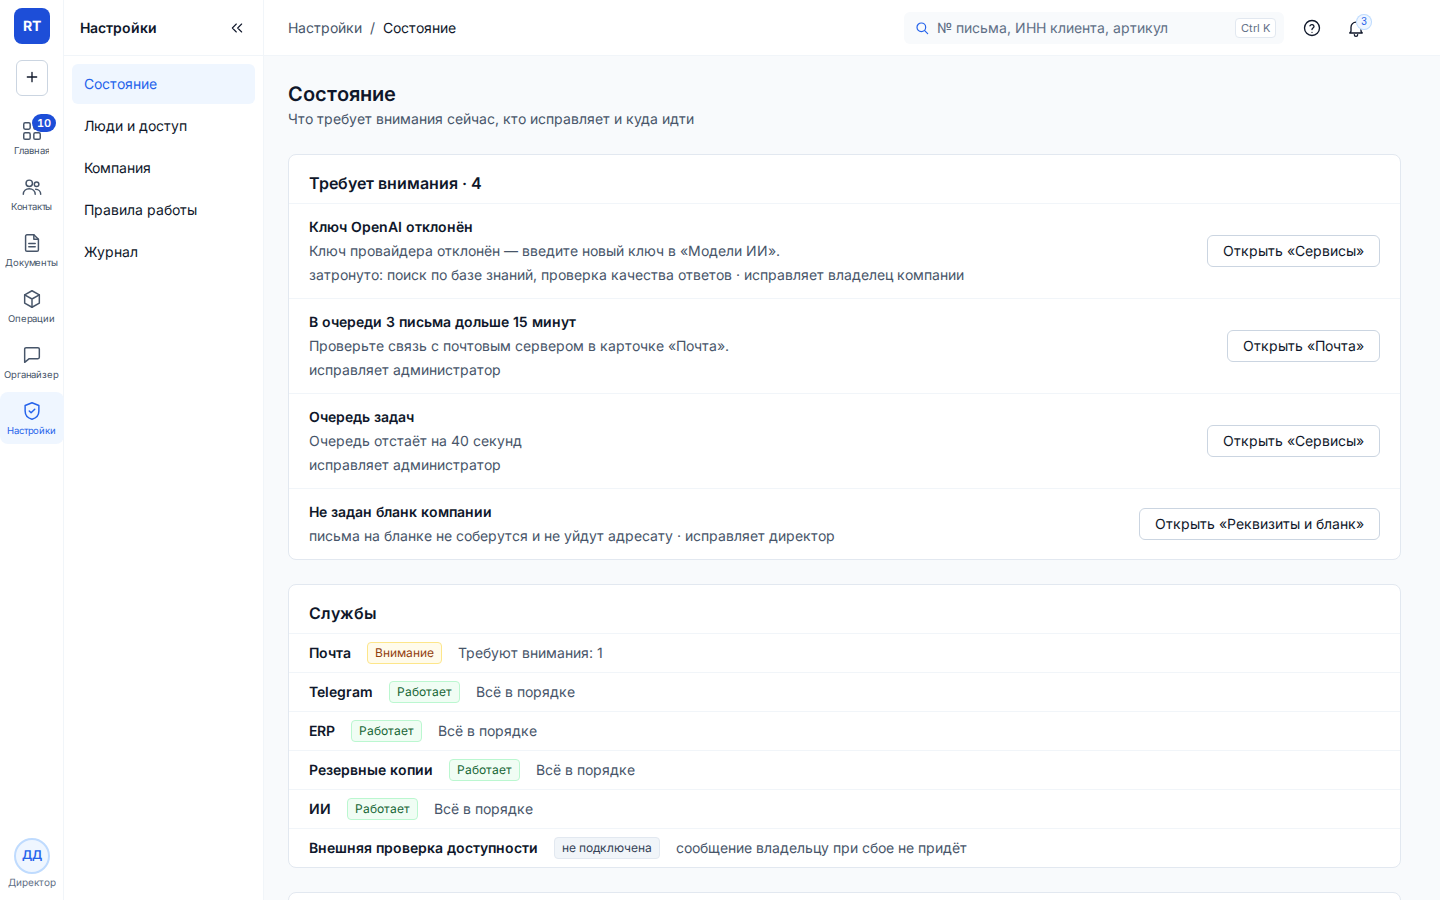 RT
Настройки
Настройки / Состояние
№ письма, ИНН клиента, артикул
Ctrl K
3
10
Главная
Контакты
Документы
Операции
Органайзер
Настройки
ДД
Директор
Состояние
Люди и доступ
Компания
Правила работы
Журнал
Состояние
Что требует внимания сейчас, кто исправляет и куда идти
Требует внимания · 4
Ключ OpenAI отклонён
Ключ провайдера отклонён — введите новый ключ в «Модели ИИ».
затронуто: поиск по базе знаний, проверка качества ответов · исправляет владелец компании
Открыть «Сервисы»
В очереди 3 письма дольше 15 минут
Проверьте связь с почтовым сервером в карточке «Почта».
исправляет администратор
Открыть «Почта»
Очередь задач
Очередь отстаёт на 40 секунд
исправляет администратор
Открыть «Сервисы»
Не задан бланк компании
письма на бланке не соберутся и не уйдут адресату · исправляет директор
Открыть «Реквизиты и бланк»
Службы
Почта Внимание Требуют внимания: 1
Telegram Работает Всё в порядке
ERP Работает Всё в порядке
Резервные копии Работает Всё в порядке
ИИ Работает Всё в порядке
Внешняя проверка доступности не подключена сообщение владельцу при сбое не придёт